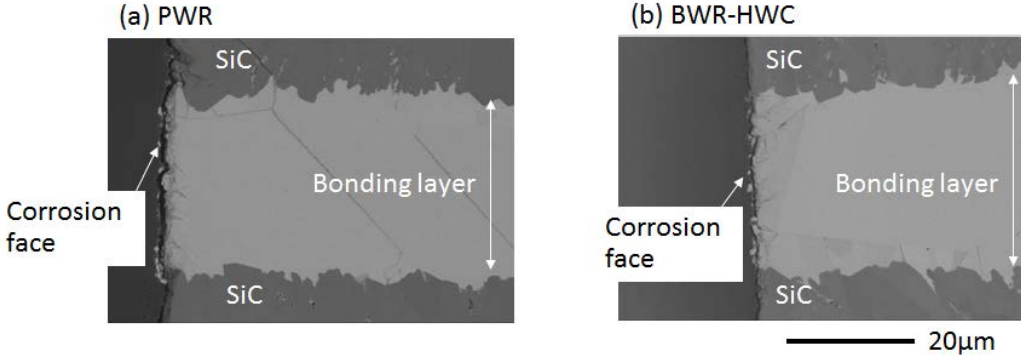 (a) PWR
SiC
Bonding layer
Corrosion
face
SiC
(b) BWR-HWC
SiC
Bonding layer
Corrosion
face
SiC
20μm